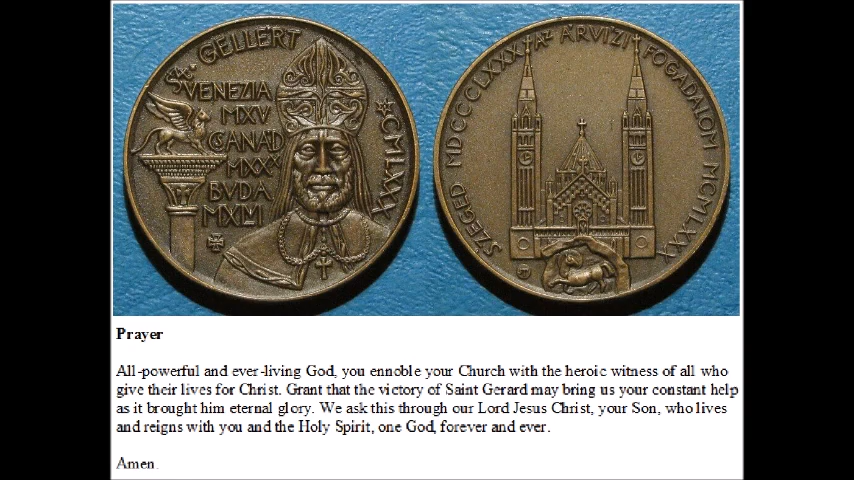 Szt. GELLÉRT
VENEZIA
MXV
CSANÁD
MXXX
BUDA
MXLVI
MCMLXXX
SZEGED MDCCCLXXX AZ ÁRVÍZI FOGADALOM MCMLXXX
Prayer
All-powerful and ever-living God, you ennoble your Church with the heroic witness of all who
give their lives for Christ. Grant that the victory of Saint Gerard may bring us your constant help
as it brought him eternal glory. We ask this through our Lord Jesus Christ, your Son, who lives
and reigns with you and the Holy Spirit, one God, forever and ever.
Amen.